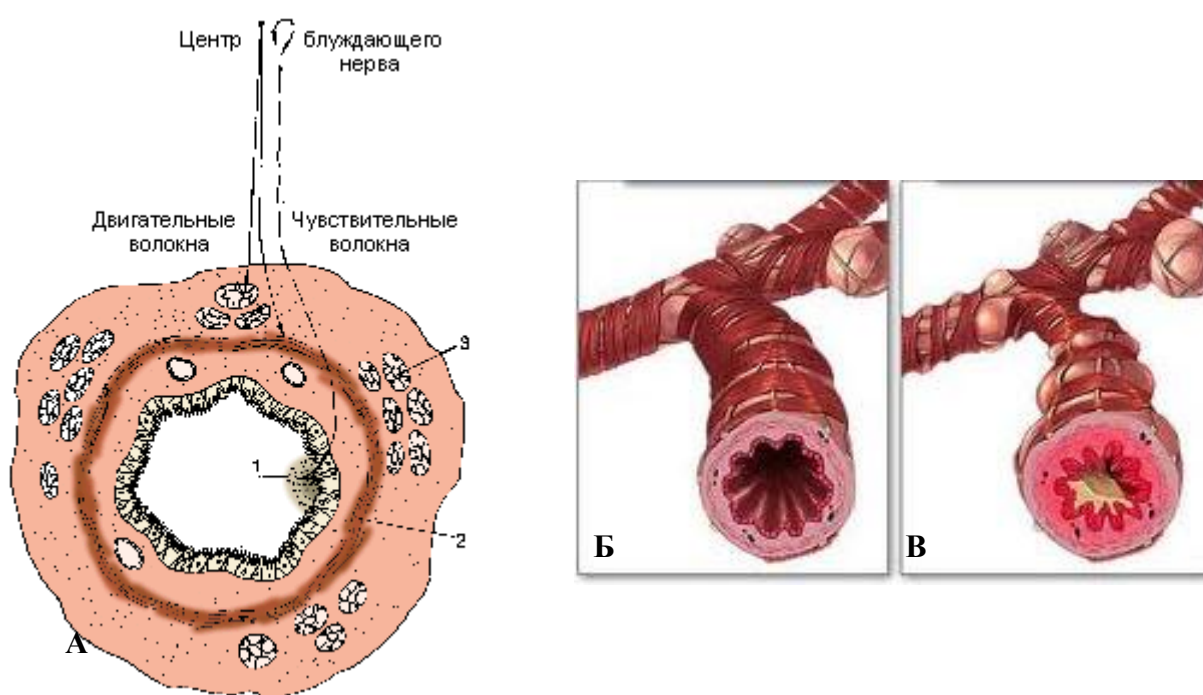 Центр
блуждающего
нерва
Двигательные
волокна
Чувствительные
волокна
3
1
2
А
Б
В